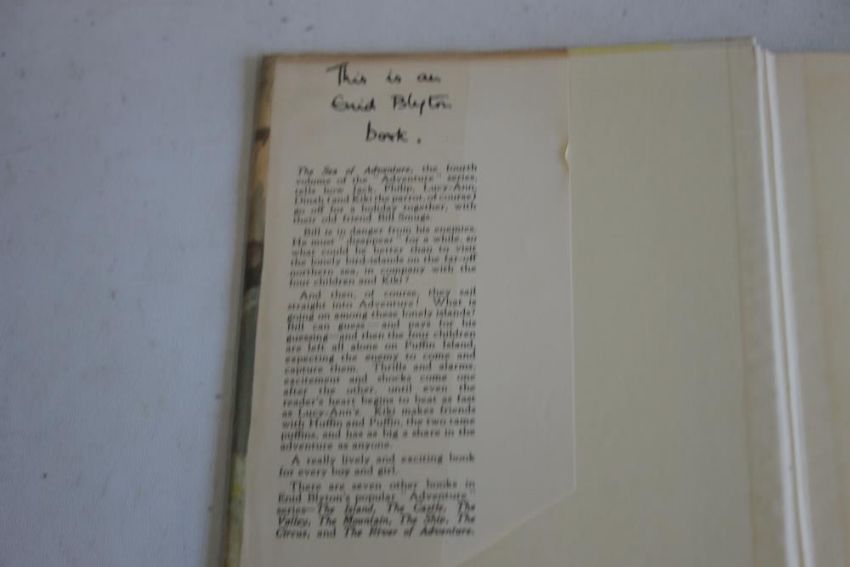 This is an
Enid Blyton
book.
The Sea of Adventure, the fourth
volume of the "Adventure" series,
tells how Jack, Philip, Lucy-Ann,
Dinah (and Kiki the parrot, of course)
go off for a holiday together, with
their old friend Bill Smugs.
Bill is in danger from his enemies.
He must "disappear" for a while, so
what could be better than to visit
the lonely bird-islands on the far-off
northern sea, in company with the
four children and Kiki?
And then, of course, they sail
straight into Adventure! What is
going on among these lonely islands?
Bill can guess—and pays for his
guessing—and then the four children
are left all alone on Puffin Island,
expecting the enemy to come and
capture them. Thrills and alarms,
excitement and shocks come one
after the other, until even the
reader's heart begins to beat as fast
as Lucy-Ann's. Kiki makes friends
with Huffin and Puffin, the two tame
puffins, and has as big a share in the
adventure as anyone.
A really lively and exciting book
for every boy and girl.
There are seven other books in
Enid Blyton's popular "Adventure"
series—The Island, The Castle, The
Valley, The Mountain, The Ship, The
Circus, and The River of Adventure.